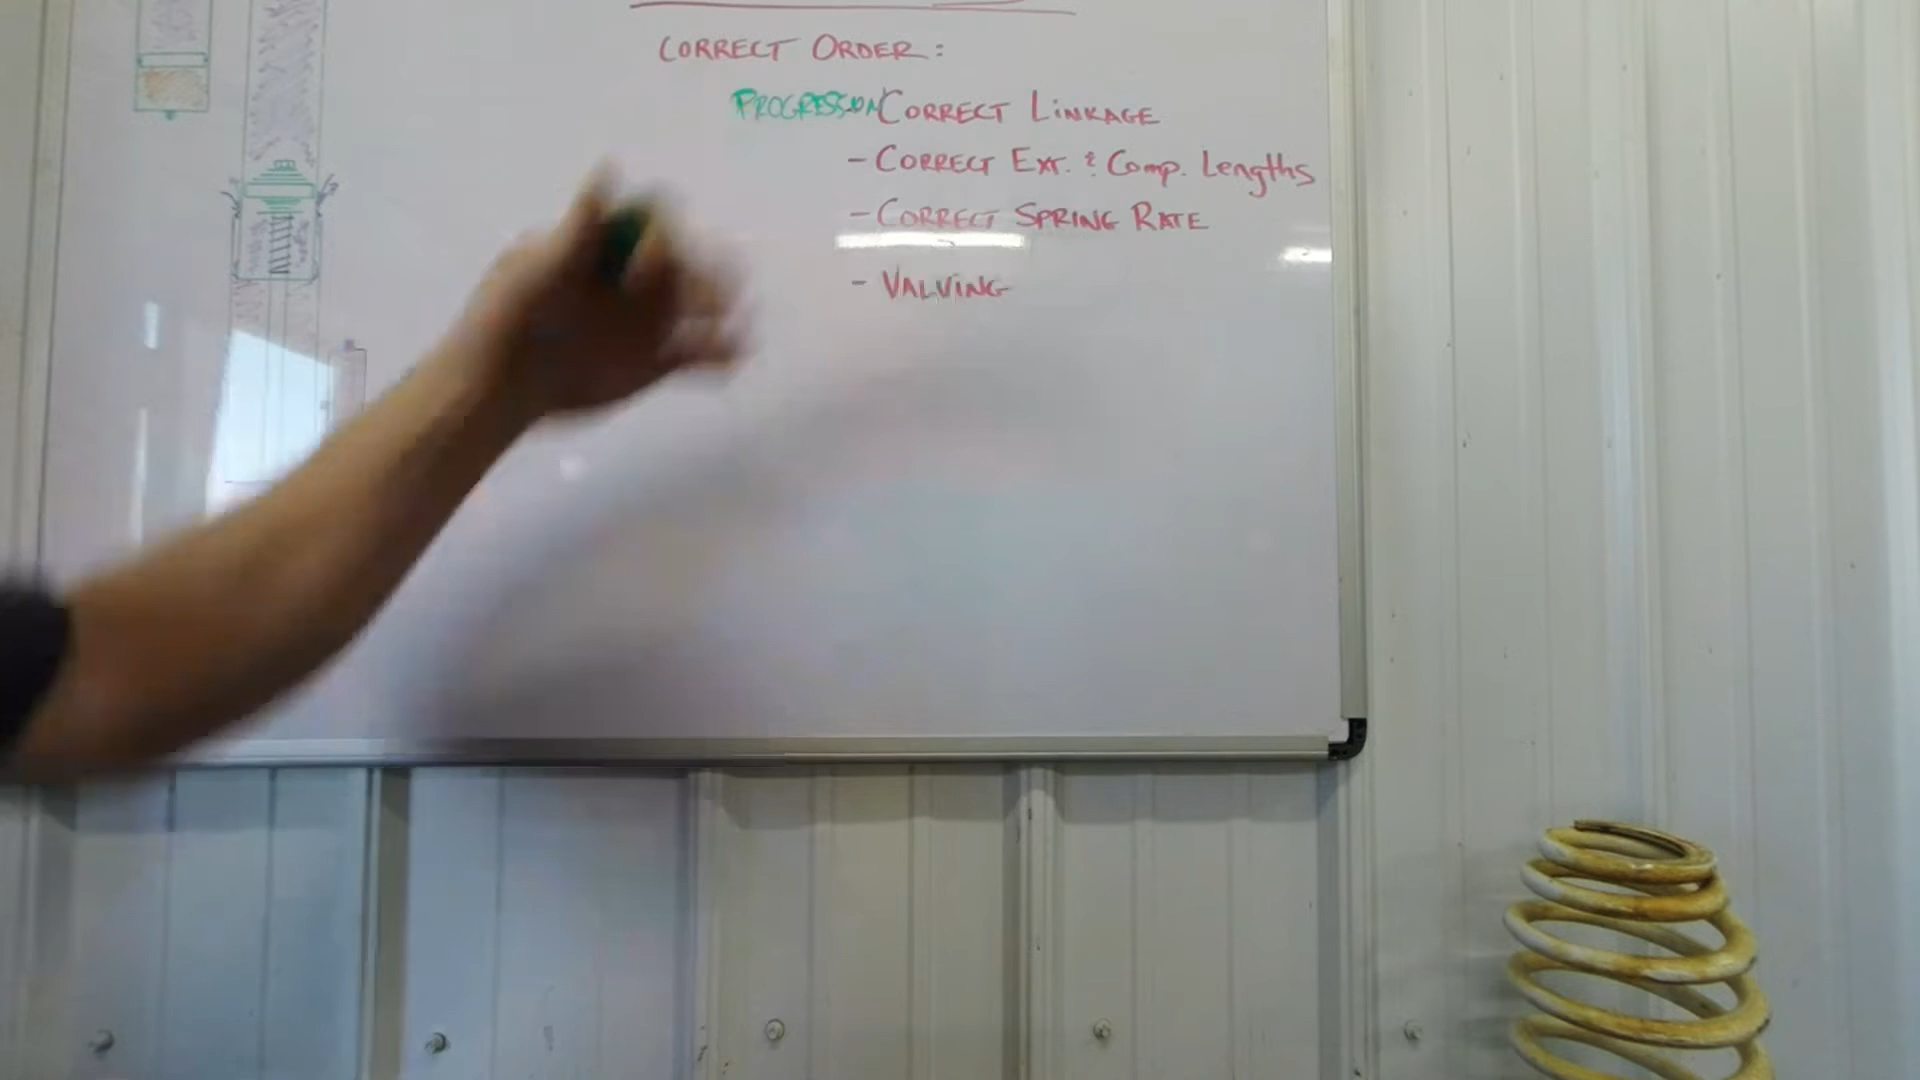 CORRECT ORDER:
PROGRESSION CORRECT LINKAGE
- CORRECT EXT. & Comp. Lengths
- CORRECT SPRING RATE
- VALVING